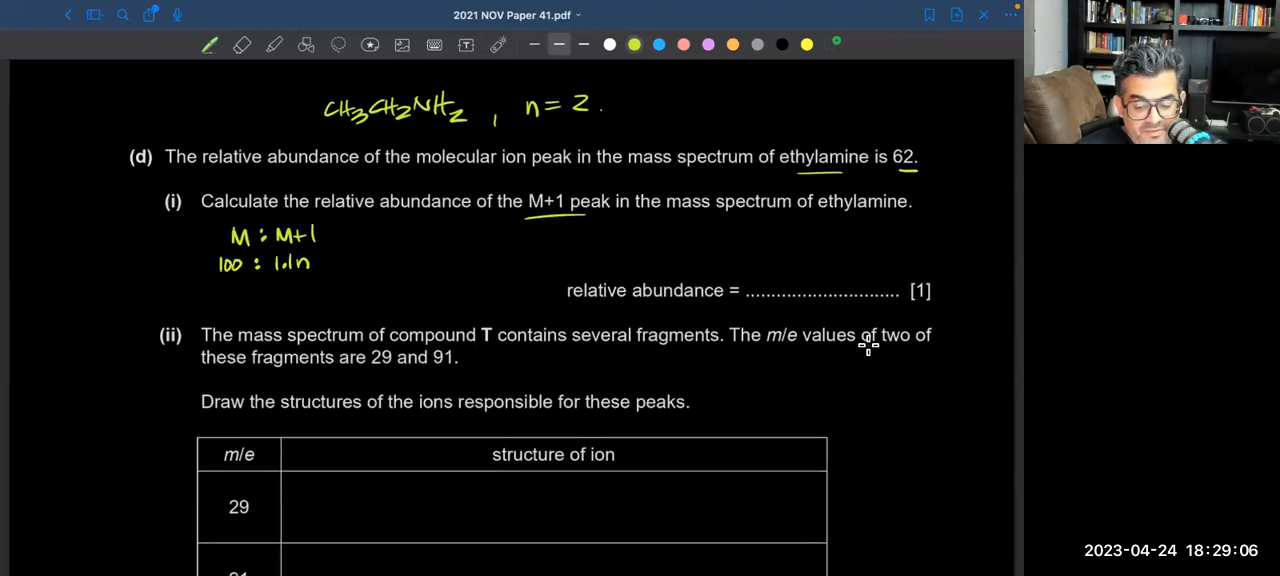 2021 NOV Paper 41.pdf
CH3CH2NH2, n = 2.
(d) The relative abundance of the molecular ion peak in the mass spectrum of ethylamine is 62.
(i) Calculate the relative abundance of the M+1 peak in the mass spectrum of ethylamine.
M : M+1
100 : 1.1n
relative abundance = .............................. [1]
(ii) The mass spectrum of compound T contains several fragments. The m/e values of two of
these fragments are 29 and 91.
Draw the structures of the ions responsible for these peaks.
m/e structure of ion
29
91
2023-04-24 18:29:06